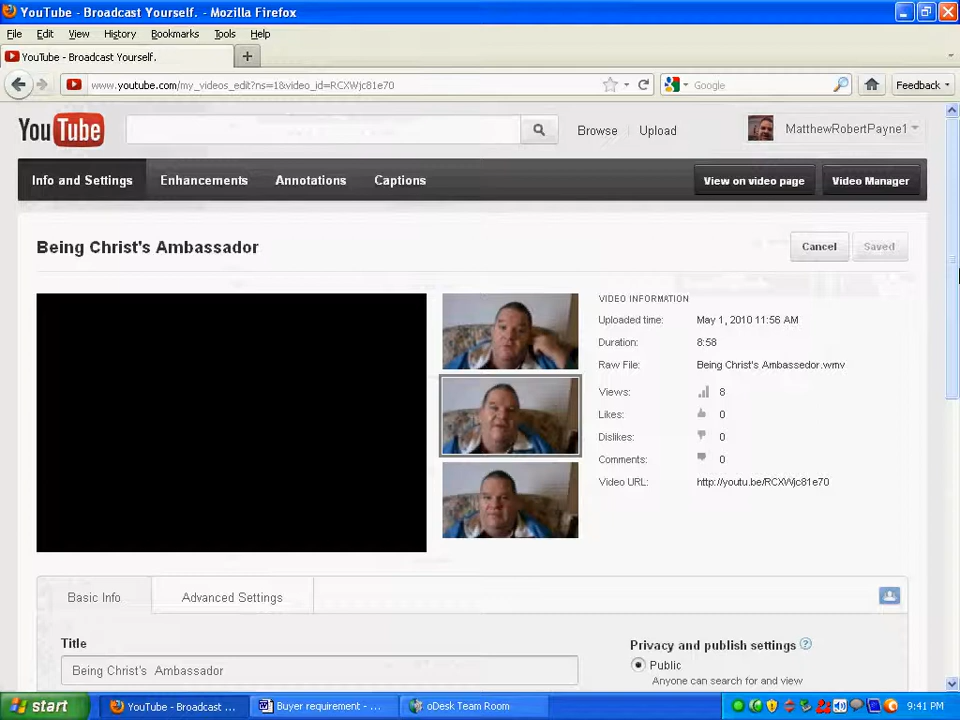 YouTube - Broadcast Yourself. - Mozilla Firefox
File Edit View History Bookmarks Tools Help
YouTube - Broadcast Yourself.
www.youtube.com/my_videos_edit?ns=1&video_id=RCXWjc81e70
Google
Feedback
YouTube
Browse Upload
MatthewRobertPayne1
Info and Settings Enhancements Annotations Captions
View on video page Video Manager
Being Christ's Ambassador
Cancel Saved
VIDEO INFORMATION
Uploaded time: May 1, 2010 11:56 AM
Duration: 8:58
Raw File: Being Christ's Ambassedor.wmv
Views: 8
Likes: 0
Dislikes: 0
Comments: 0
Video URL: http://youtu.be/RCXWjc81e70
Basic Info Advanced Settings
Title
Privacy and publish settings ?
Being Christ's Ambassador
Public
Anyone can search for and view
start YouTube - Broadcast ... Buyer requirement - ... oDesk Team Room 9:41 PM